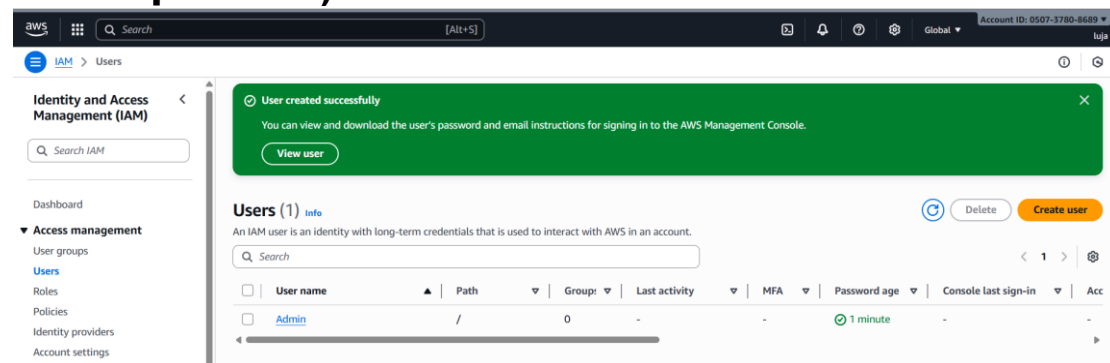 aws
Search
[Alt+S]
Global
Account ID: 0507-3780-8689
luja
IAM > Users
Identity and Access
Management (IAM)
Search IAM
Dashboard
Access management
User groups
Users
Roles
Policies
Identity providers
Account settings
User created successfully
You can view and download the user's password and email instructions for signing in to the AWS Management Console.
View user
Users (1) Info
Delete
Create user
An IAM user is an identity with long-term credentials that is used to interact with AWS in an account.
Search
1
User name Path Group: Last activity MFA Password age Console last sign-in Acc
Admin / 0 - - 1 minute - -